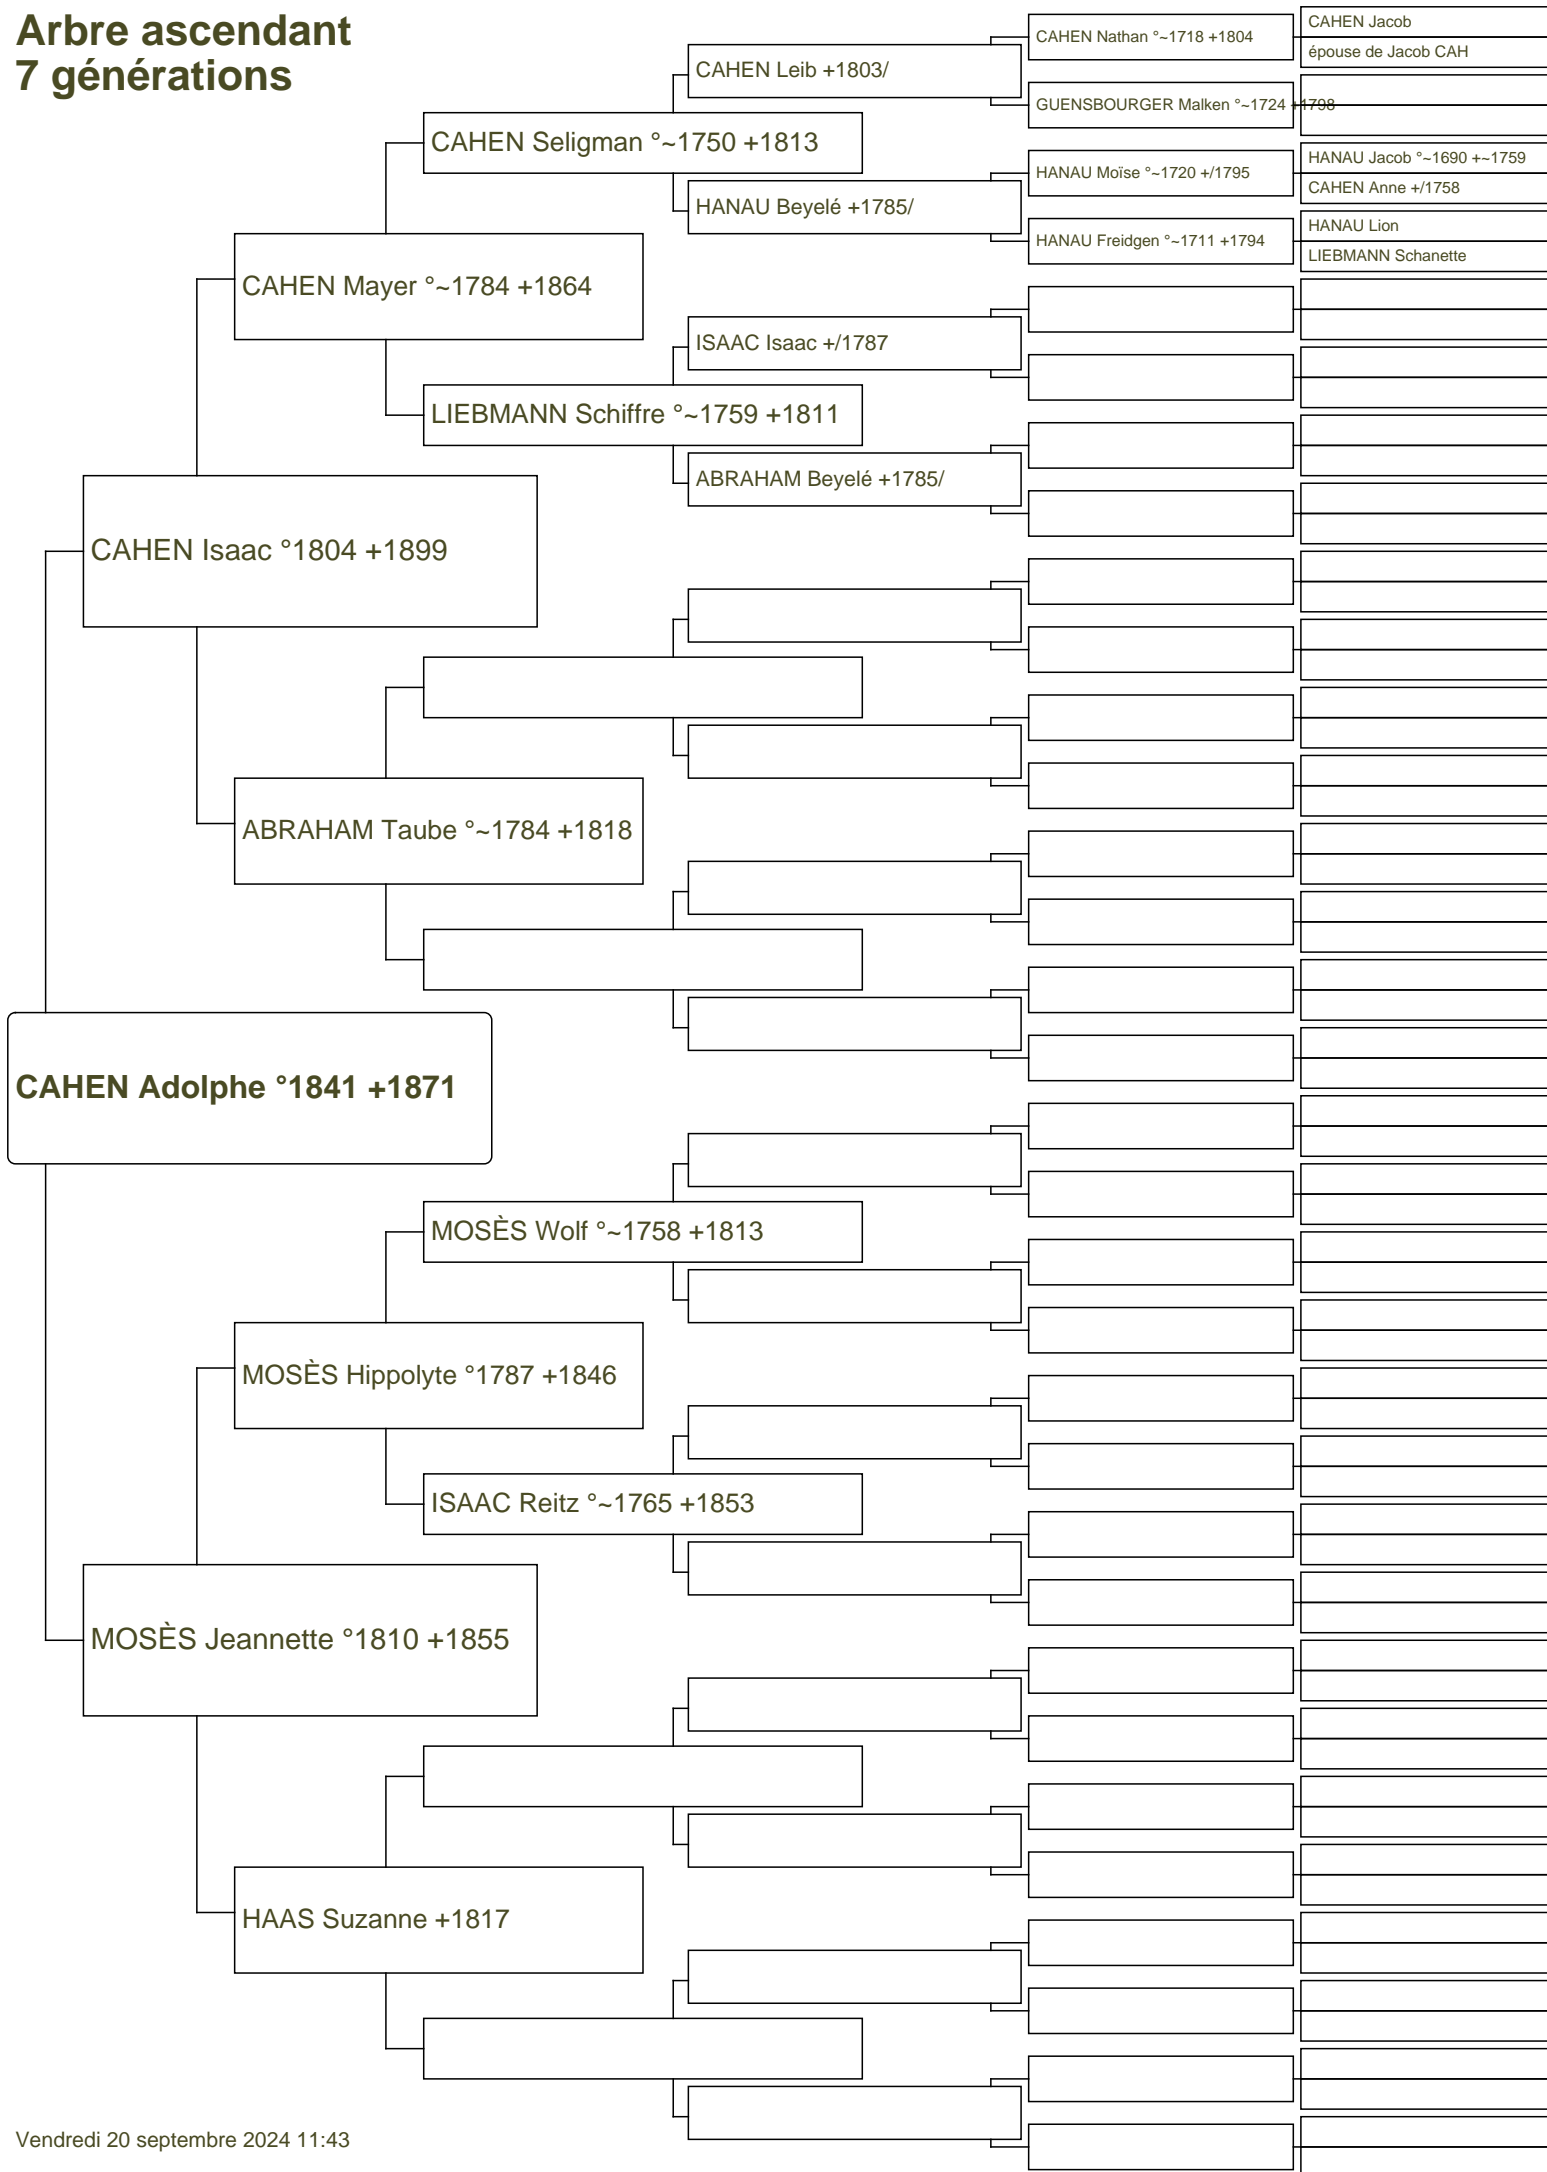 Arbre ascendant
7 générations
CAHEN Jacob
CAHEN Nathan °~1718 +1804
épouse de Jacob CAH
CAHEN Leib +1803/
GUENSBOURGER Malken °~1724 +1798
CAHEN Seligman °~1750 +1813
HANAU Jacob °~1690 +~1759
HANAU Moïse °~1720 +/1795
CAHEN Anne +/1758
HANAU Beyelé +1785/
HANAU Lion
HANAU Freidgen °~1711 +1794
LIEBMANN Schanette
CAHEN Mayer °~1784 +1864
ISAAC Isaac +/1787
LIEBMANN Schiffre °~1759 +1811
ABRAHAM Beyelé +1785/
CAHEN Isaac °1804 +1899
ABRAHAM Taube °~1784 +1818
CAHEN Adolphe °1841 +1871
MOSÈS Wolf °~1758 +1813
MOSÈS Hippolyte °1787 +1846
ISAAC Reitz °~1765 +1853
MOSÈS Jeannette °1810 +1855
HAAS Suzanne +1817
Vendredi 20 septembre 2024 11:43